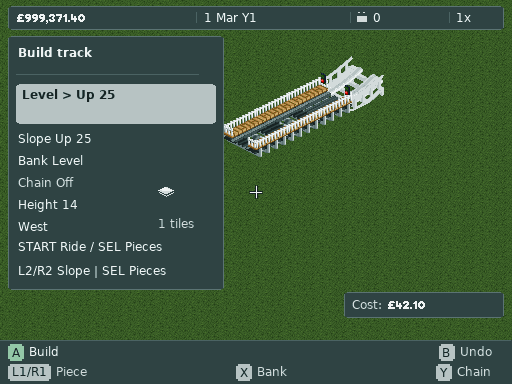 £999,371.40 1 Mar Y1 0 1x
Build track
Level > Up 25
Slope Up 25
Bank Level
Chain Off
Height 14
West 1 tiles
START Ride / SEL Pieces
L2/R2 Slope | SEL Pieces
Cost: £42.10
A Build B Undo
L1/R1 Piece X Bank Y Chain